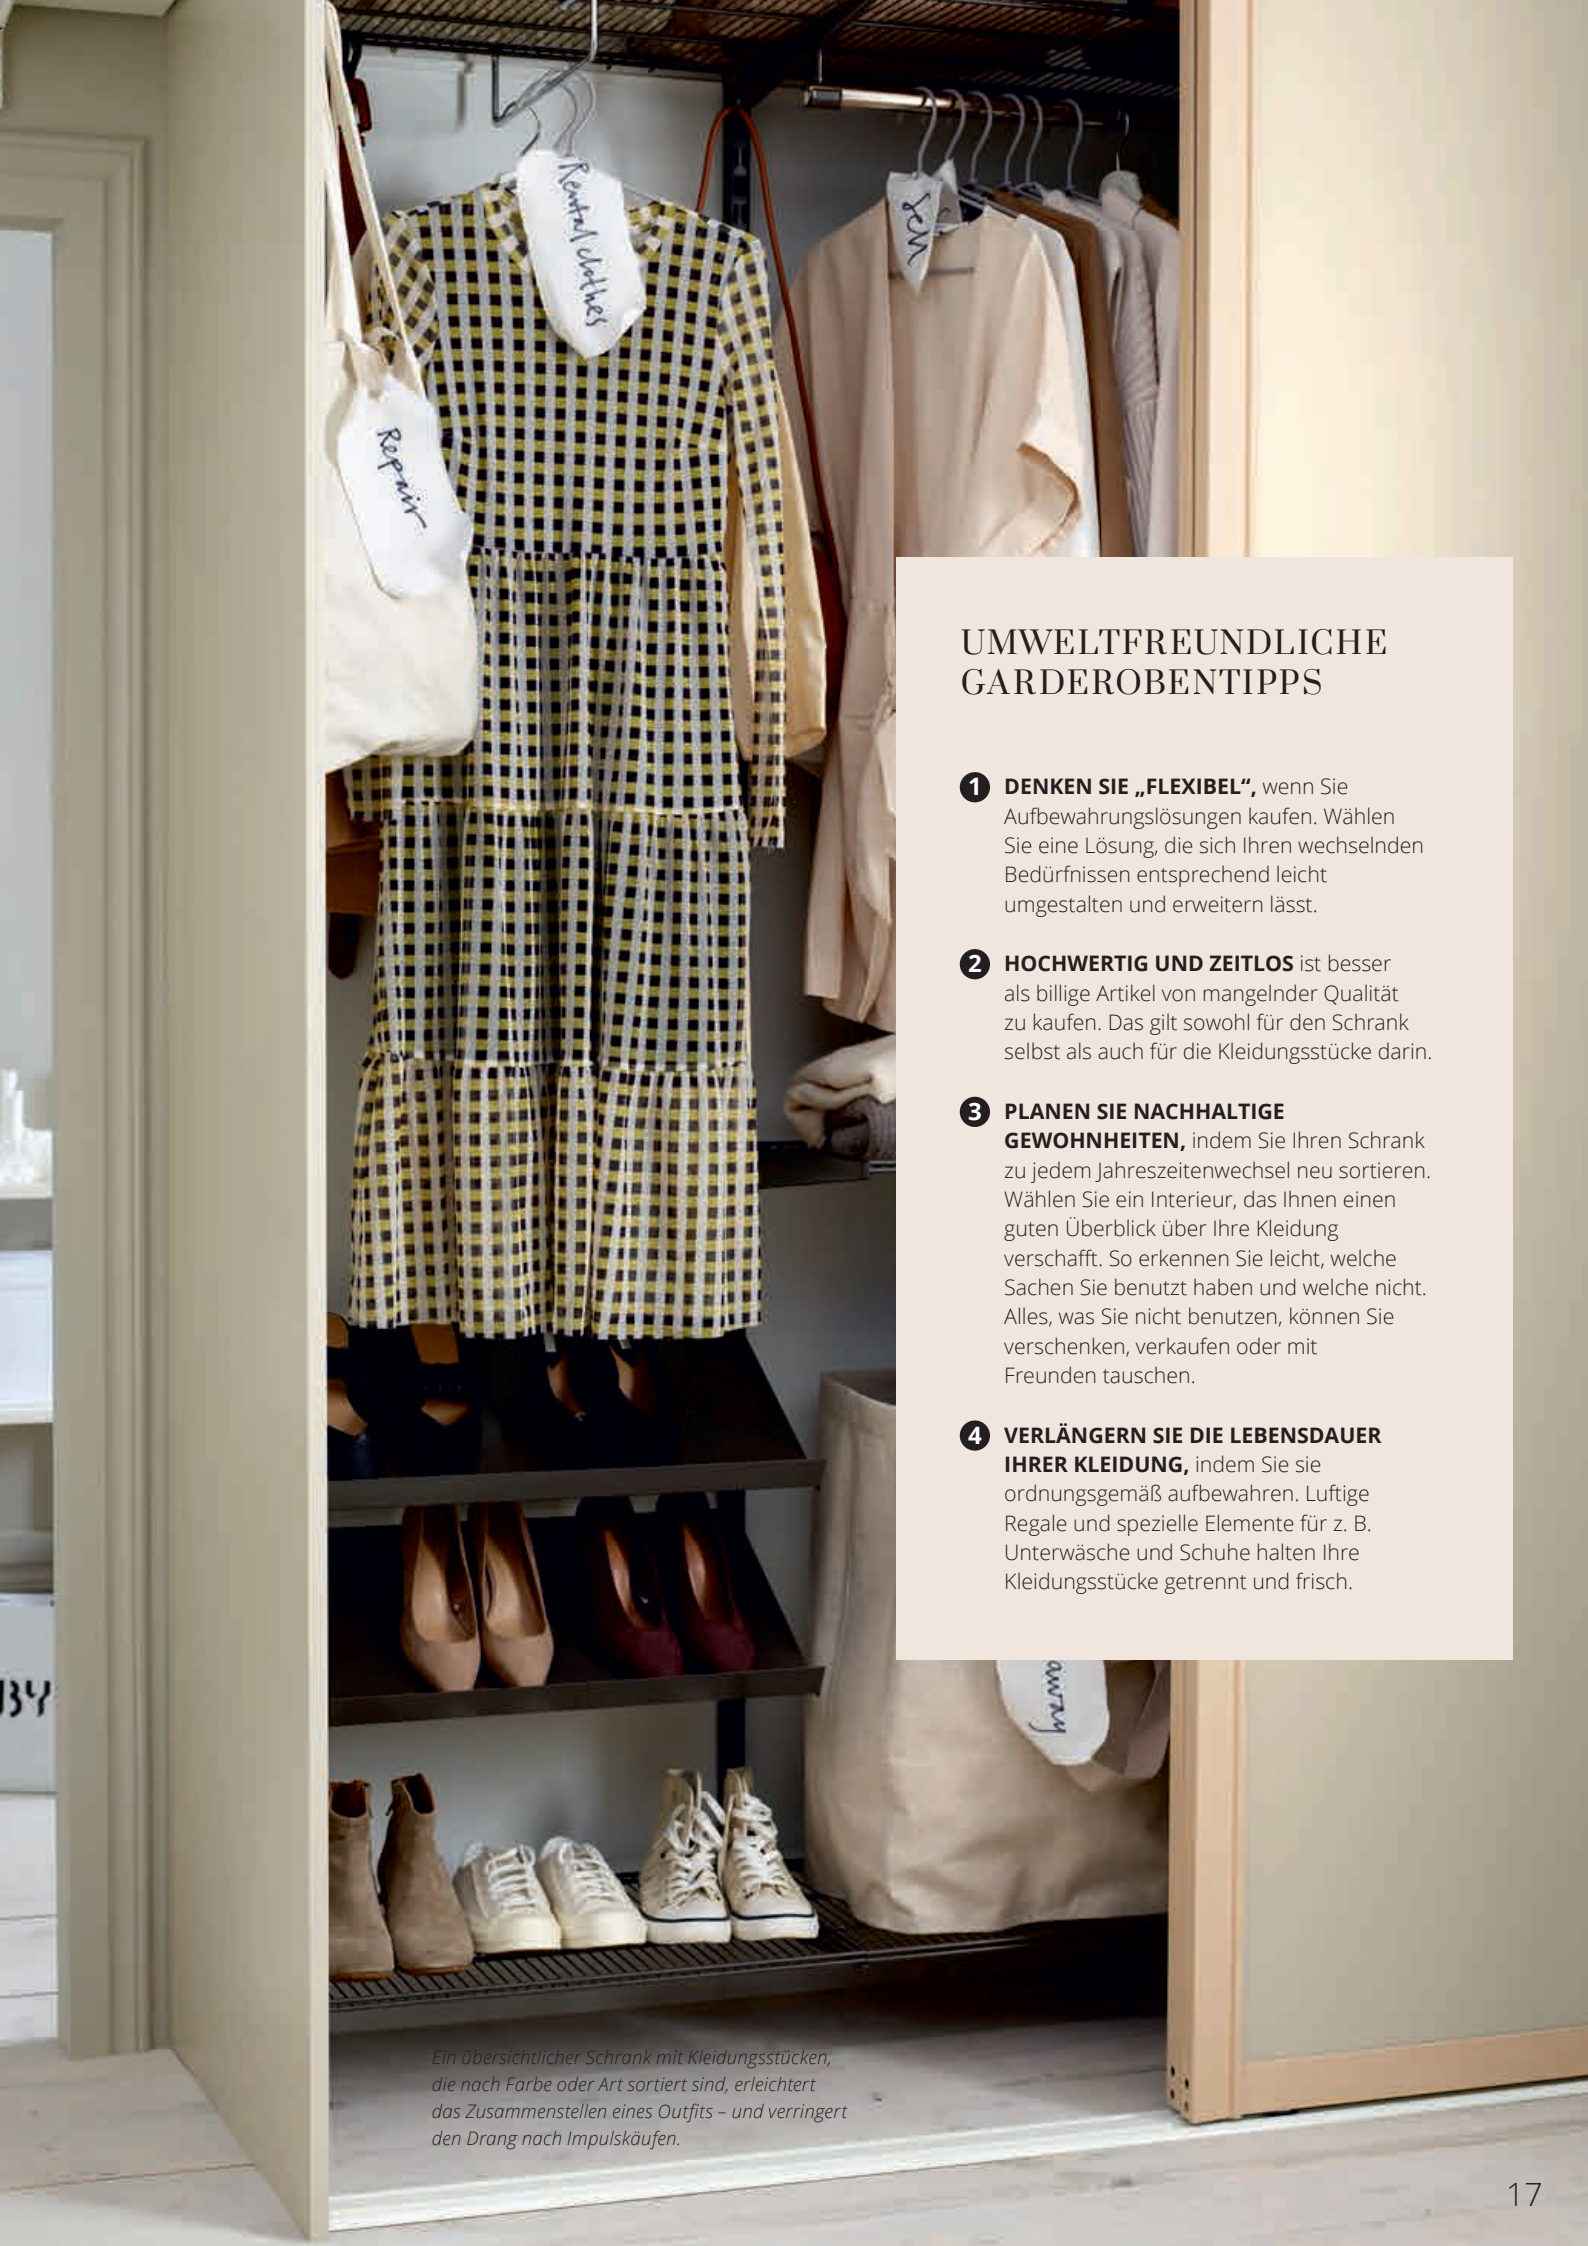 Rental clothes
Sell
Repair
UMWELTFREUNDLICHE
GARDEROBENTIPPS
1 DENKEN SIE „FLEXIBEL“, wenn Sie
Aufbewahrungslösungen kaufen. Wählen
Sie eine Lösung, die sich Ihren wechselnden
Bedürfnissen entsprechend leicht
umgestalten und erweitern lässt.
2 HOCHWERTIG UND ZEITLOS ist besser
als billige Artikel von mangelnder Qualität
zu kaufen. Das gilt sowohl für den Schrank
selbst als auch für die Kleidungsstücke darin.
3 PLANEN SIE NACHHALTIGE
GEWOHNHEITEN, indem Sie Ihren Schrank
zu jedem Jahreszeitenwechsel neu sortieren.
Wählen Sie ein Interieur, das Ihnen einen
guten Überblick über Ihre Kleidung
verschafft. So erkennen Sie leicht, welche
Sachen Sie benutzt haben und welche nicht.
Alles, was Sie nicht benutzen, können Sie
verschenken, verkaufen oder mit
Freunden tauschen.
4 VERLÄNGERN SIE DIE LEBENSDAUER
IHRER KLEIDUNG, indem Sie sie
ordnungsgemäß aufbewahren. Luftige
Regale und spezielle Elemente für z. B.
Unterwäsche und Schuhe halten Ihre
Kleidungsstücke getrennt und frisch.
away
Ein übersichtlicher Schrank mit Kleidungsstücken,
die nach Farbe oder Art sortiert sind, erleichtert
das Zusammenstellen eines Outfits – und verringert
den Drang nach Impulskäufen.
17